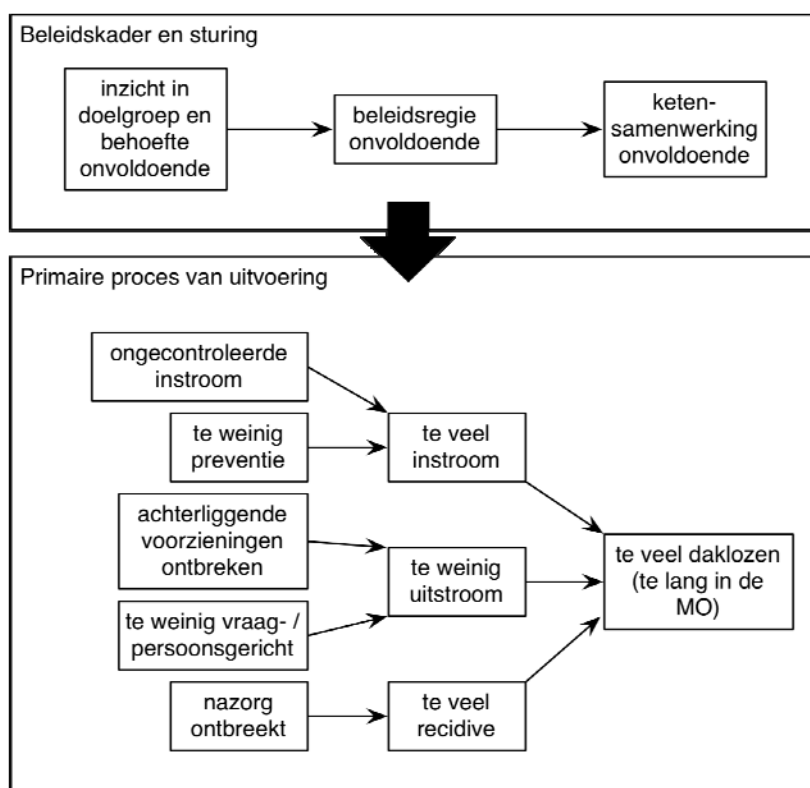 Beleidskader en sturing
inzicht in
doelgroep en
behoefte
onvoldoende
beleidsregie
onvoldoende
keten-
samenwerking
onvoldoende
Primaire proces van uitvoering
ongecontroleerde
instroom
te weinig
preventie
te veel
instroom
achterliggende
voorzieningen
ontbreken
te weinig vraag- /
persoonsgericht
te weinig
uitstroom
nazorg
ontbreekt
te veel
recidive
te veel daklozen
(te lang in de
MO)